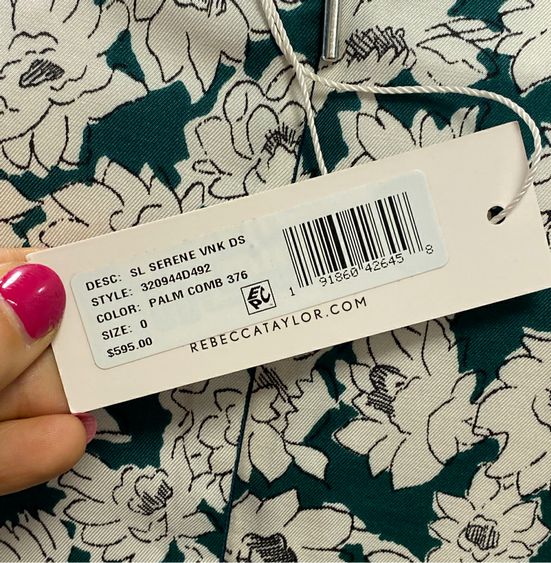 DESC: SL SERENE VNK DS
STYLE: 320944D492
COLOR: PALM COMB 376
SIZE: 0
$595.00
EPC
1 91860 42645 8
REBECCATAYLOR.COM